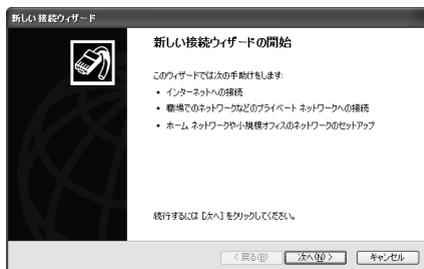 新しい接続ウィザード
新しい接続ウィザードの開始
このウィザードでは次の手助けをします:
• インターネットへの接続
• 職場でのネットワークなどのプライベート ネットワークへの接続
• ホーム ネットワークや小規模オフィスのネットワークのセットアップ
続行するには [次へ] をクリックしてください。
< 戻る(B)
次へ(N) >
キャンセル